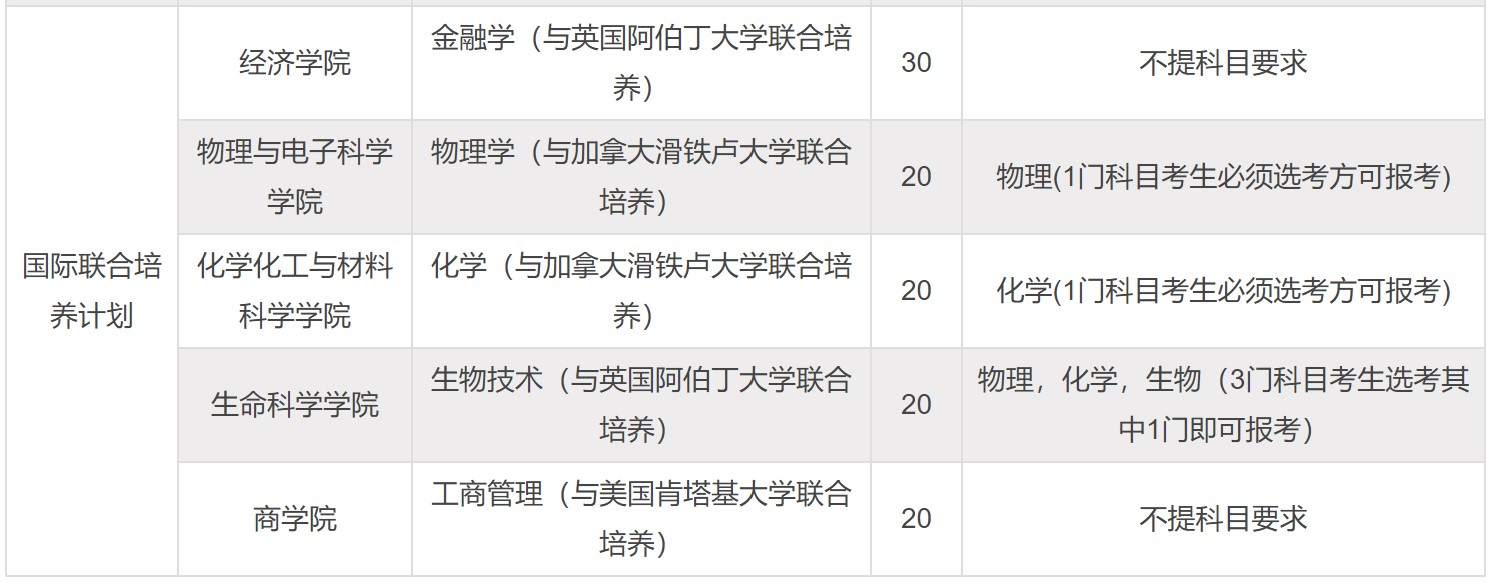 国际联合培
养计划
经济学院
金融学（与英国阿伯丁大学联合培
养）
30
不提科目要求
物理与电子科学
学院
物理学（与加拿大滑铁卢大学联合
培养）
20
物理(1门科目考生必须选考方可报考)
化学化工与材料
科学学院
化学（与加拿大滑铁卢大学联合培
养）
20
化学(1门科目考生必须选考方可报考)
生命科学学院
生物技术（与英国阿伯丁大学联合
培养）
20
物理，化学，生物（3门科目考生选考其
中1门即可报考）
商学院
工商管理（与美国肯塔基大学联合
培养）
20
不提科目要求